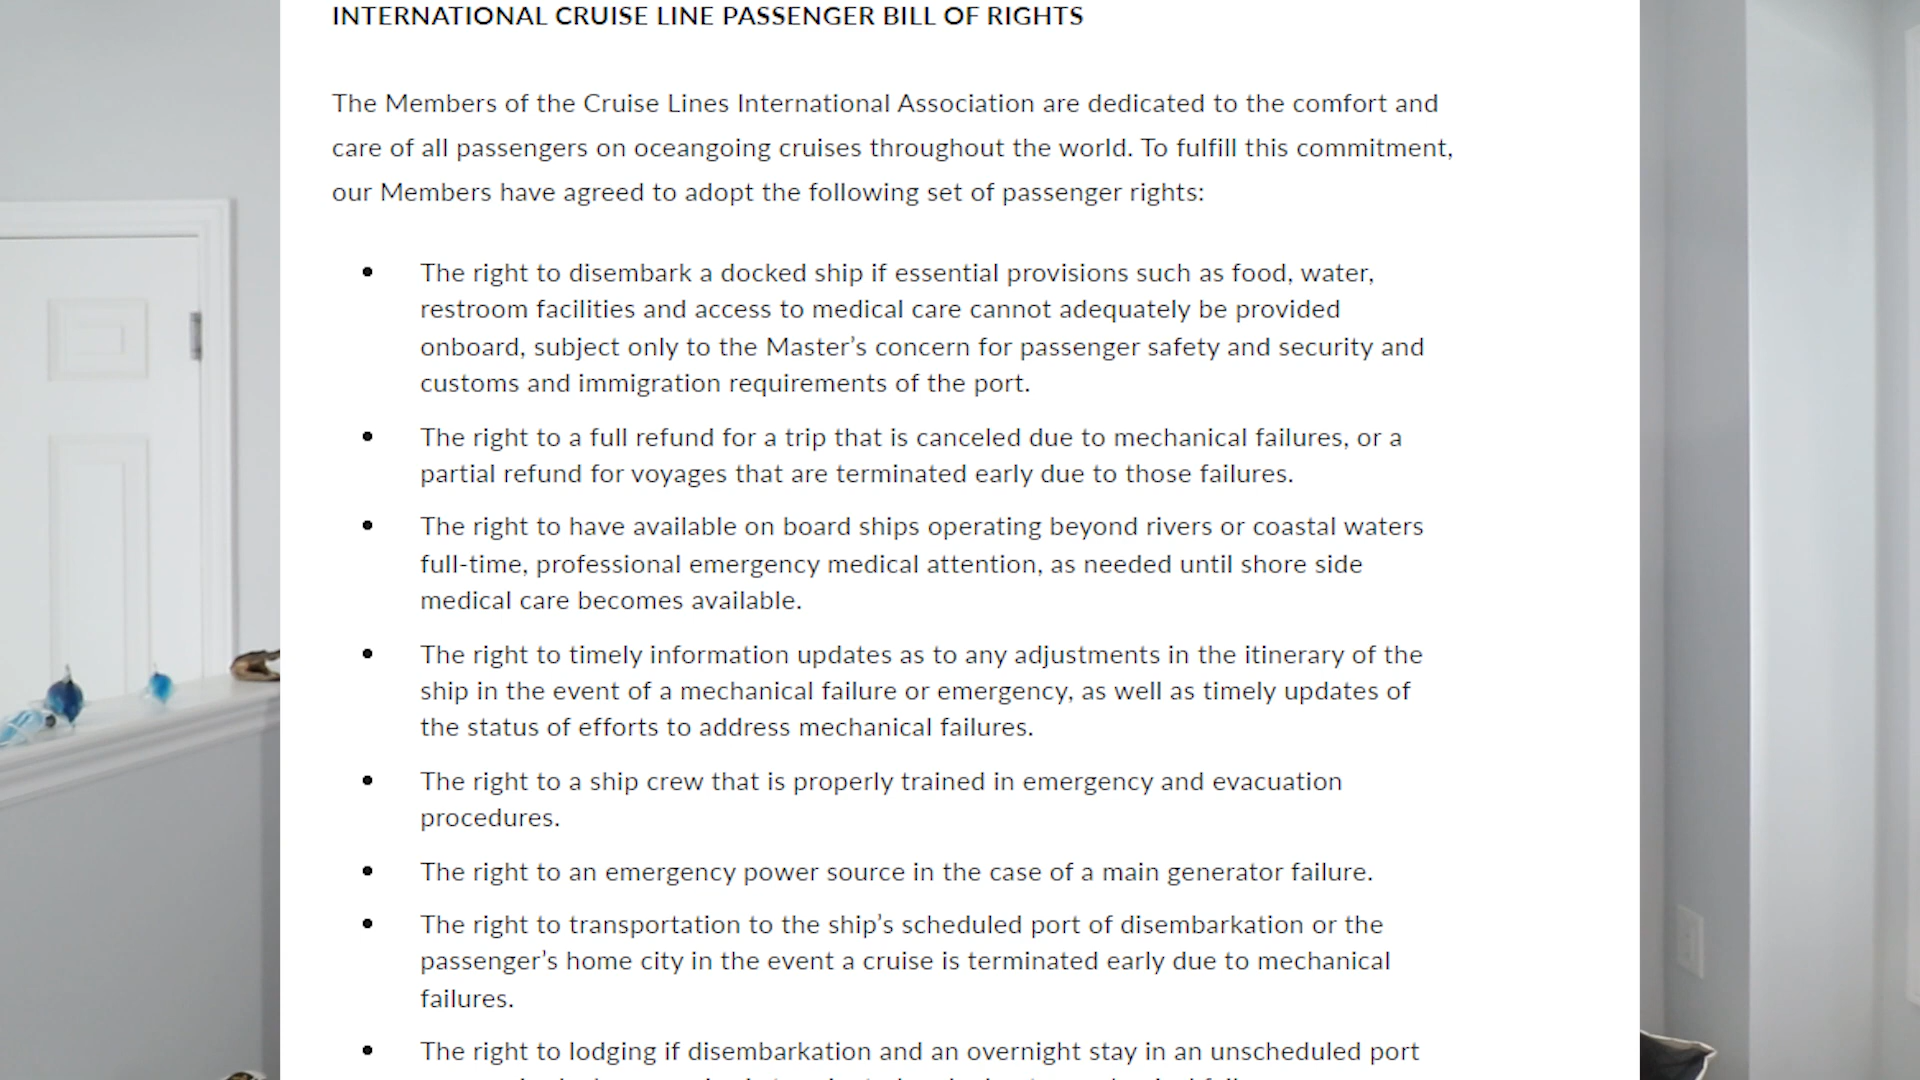 INTERNATIONAL CRUISE LINE PASSENGER BILL OF RIGHTS
The Members of the Cruise Lines International Association are dedicated to the comfort and
care of all passengers on oceangoing cruises throughout the world. To fulfill this commitment,
our Members have agreed to adopt the following set of passenger rights:
• The right to disembark a docked ship if essential provisions such as food, water,
restroom facilities and access to medical care cannot adequately be provided
onboard, subject only to the Master’s concern for passenger safety and security and
customs and immigration requirements of the port.
• The right to a full refund for a trip that is canceled due to mechanical failures, or a
partial refund for voyages that are terminated early due to those failures.
• The right to have available on board ships operating beyond rivers or coastal waters
full-time, professional emergency medical attention, as needed until shore side
medical care becomes available.
• The right to timely information updates as to any adjustments in the itinerary of the
ship in the event of a mechanical failure or emergency, as well as timely updates of
the status of efforts to address mechanical failures.
• The right to a ship crew that is properly trained in emergency and evacuation
procedures.
• The right to an emergency power source in the case of a main generator failure.
• The right to transportation to the ship’s scheduled port of disembarkation or the
passenger’s home city in the event a cruise is terminated early due to mechanical
failures.
• The right to lodging if disembarkation and an overnight stay in an unscheduled port